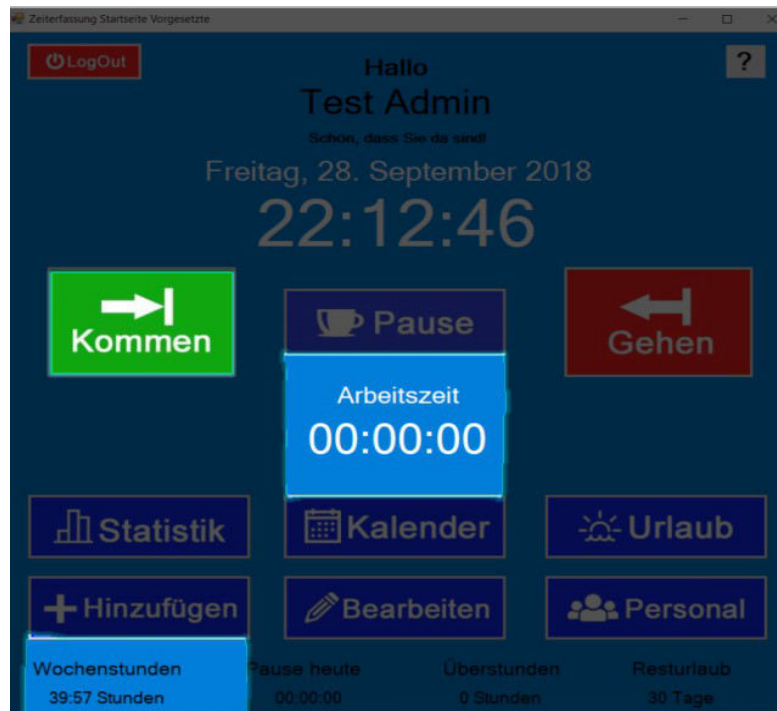 Zeiterfassung Startseite Vorgesetzte
LogOut
?
Hallo
Test Admin
Schön, dass Sie da sind!
Freitag, 28. September 2018
22:12:46
Kommen
Pause
Gehen
Arbeitszeit
00:00:00
Statistik
Kalender
Urlaub
Hinzufügen
Bearbeiten
Personal
Wochenstunden Pause heute Überstunden Resturlaub
39:57 Stunden 00:00:00 0 Stunden 30 Tage